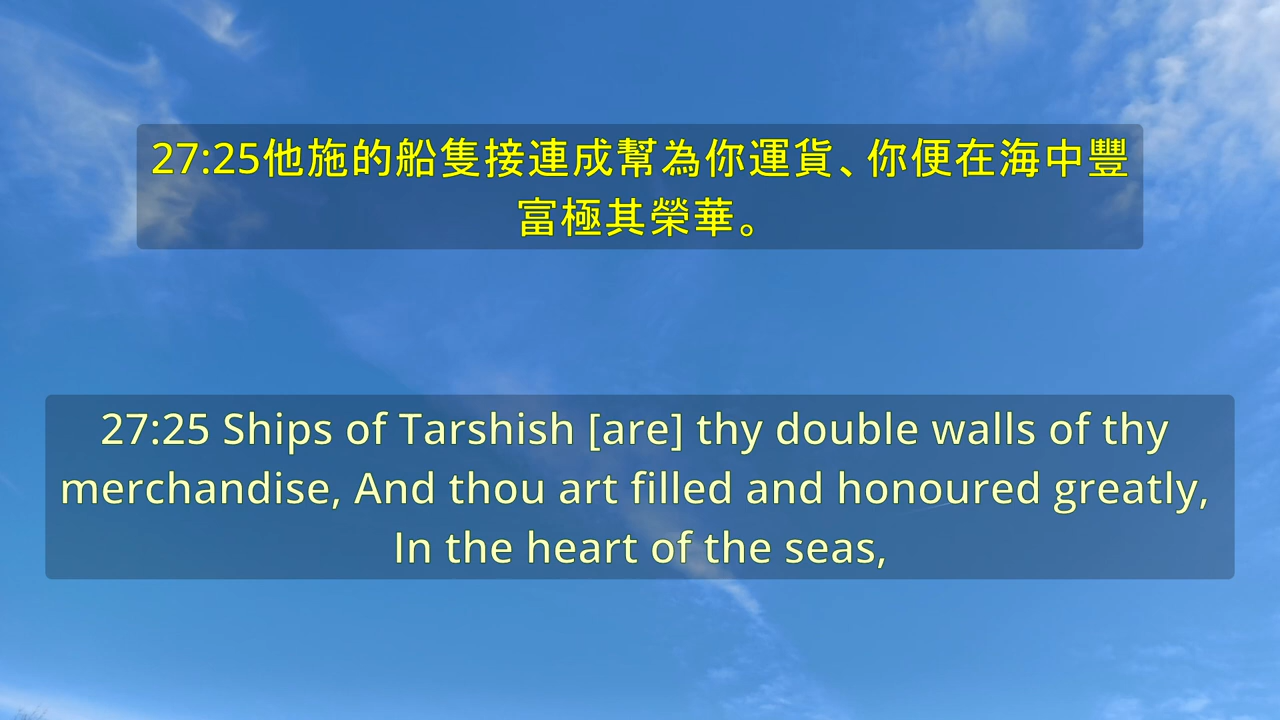 27:25他施的船隻接連成幫為你運貨、你便在海中豐
富極其榮華。
27:25 Ships of Tarshish [are] thy double walls of thy
merchandise, And thou art filled and honoured greatly,
In the heart of the seas,